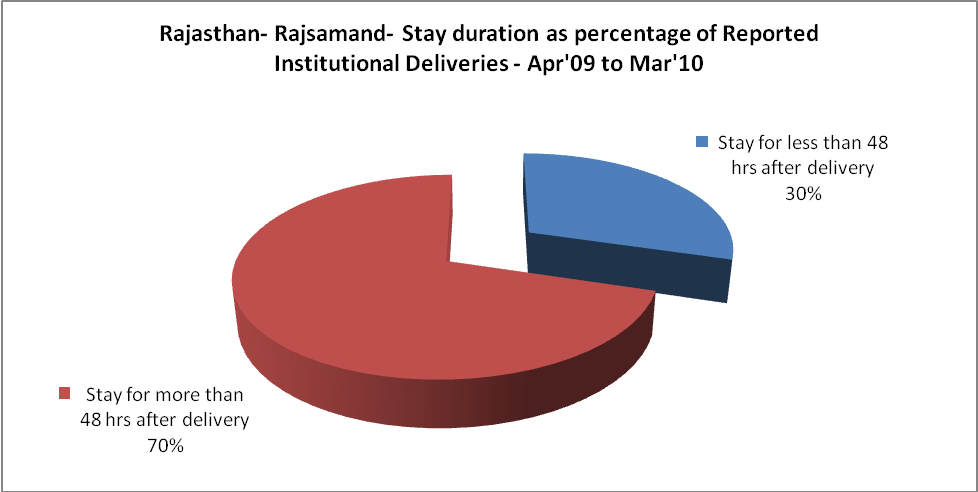 Rajasthan- Rajsamand- Stay duration as percentage of Reported
Institutional Deliveries - Apr'09 to Mar'10
Stay for less than 48
hrs after delivery
30%
Stay for more than
48 hrs after delivery
70%